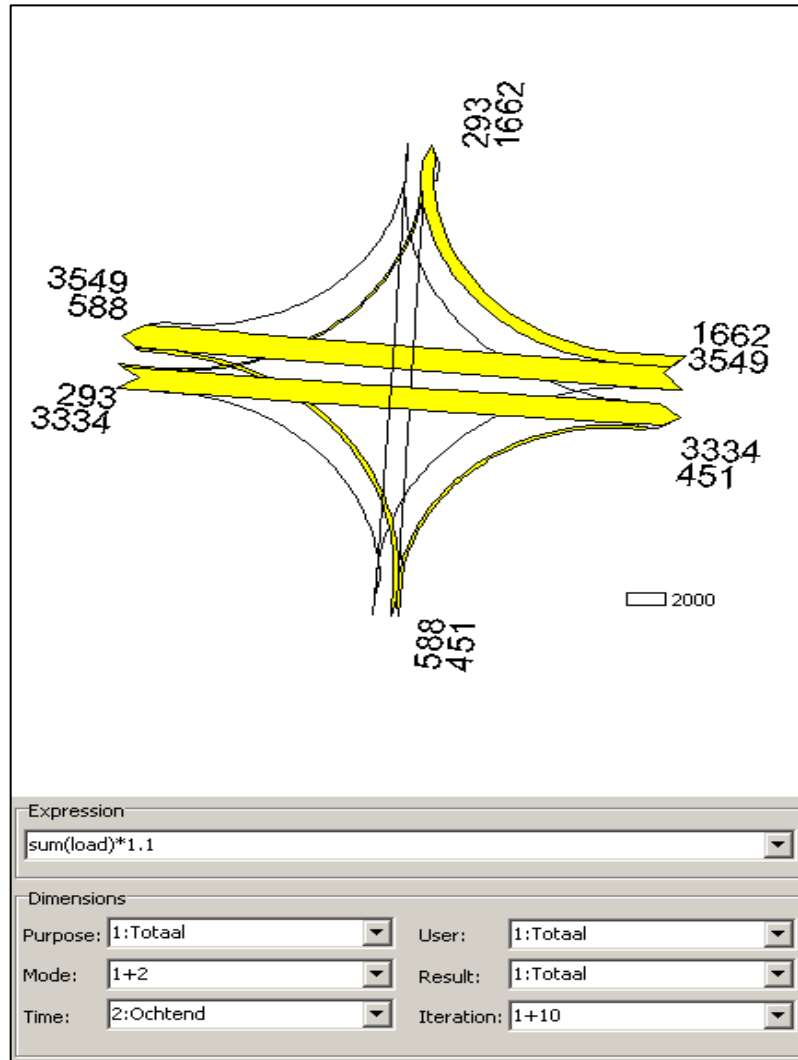 293
1662
3549
588
1662
3549
293
3334
3334
451
2000
588
451
Expression
sum(load)*1.1
Dimensions
Purpose: 1:Totaal User: 1:Totaal
Mode: 1+2 Result: 1:Totaal
Time: 2:Ochtend Iteration: 1+10